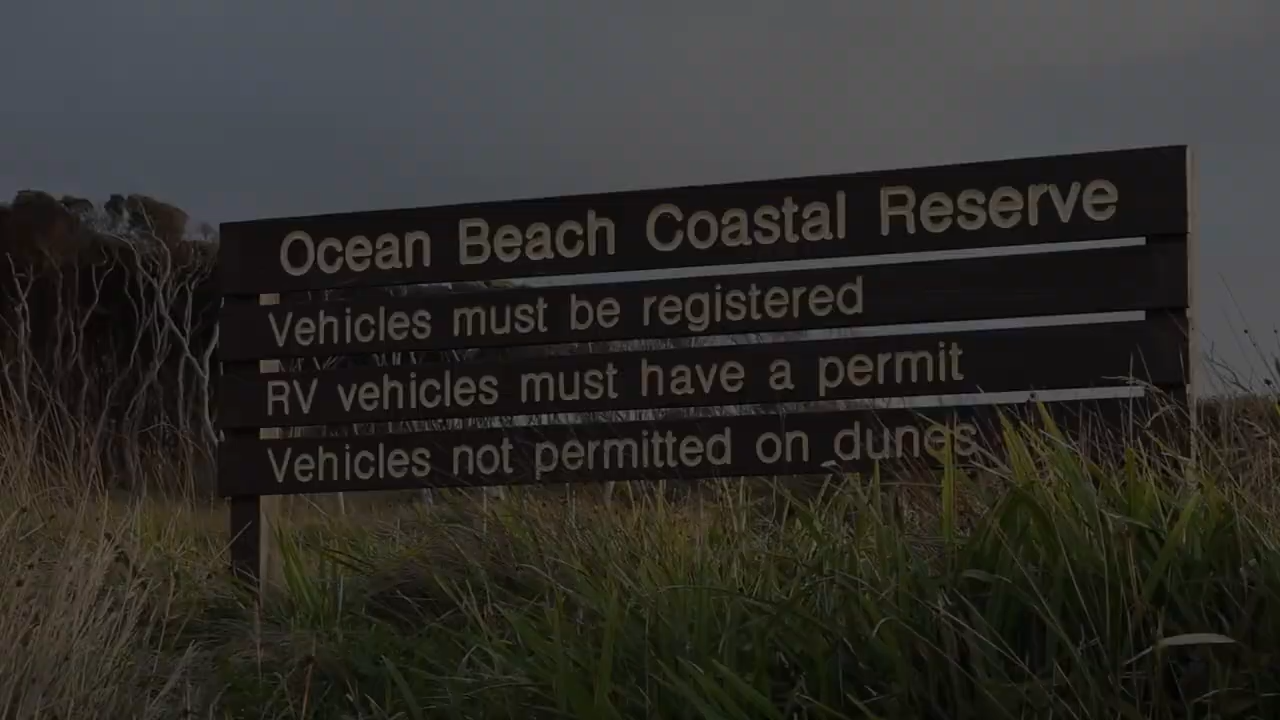 Ocean Beach Coastal Reserve
Vehicles must be registered
RV vehicles must have a permit
Vehicles not permitted on dunes